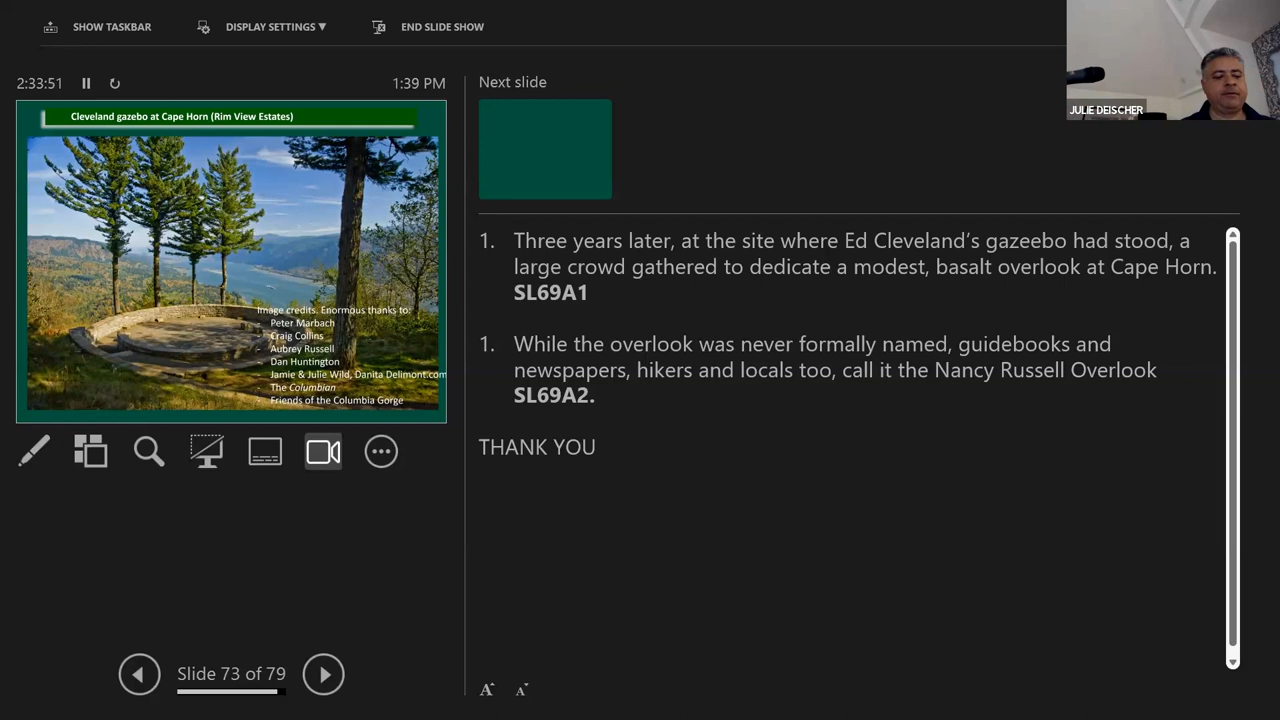 SHOW TASKBAR
DISPLAY SETTINGS ▼
END SLIDE SHOW
JULIE DEISCHER
2:33:51
1:39 PM
Cleveland gazebo at Cape Horn (Rim View Estates)
Image credits. Enormous thanks to:
- Peter Marbach
- Craig Collins
- Aubrey Russell
- Dan Huntington
- Jamie & Julie Wild, Danita Delimont.com
- The Columbian
- Friends of the Columbia Gorge
Slide 73 of 79
Next slide
1. Three years later, at the site where Ed Cleveland’s gazeebo had stood, a
large crowd gathered to dedicate a modest, basalt overlook at Cape Horn.
SL69A1
1. While the overlook was never formally named, guidebooks and
newspapers, hikers and locals too, call it the Nancy Russell Overlook
SL69A2.
THANK YOU
A A